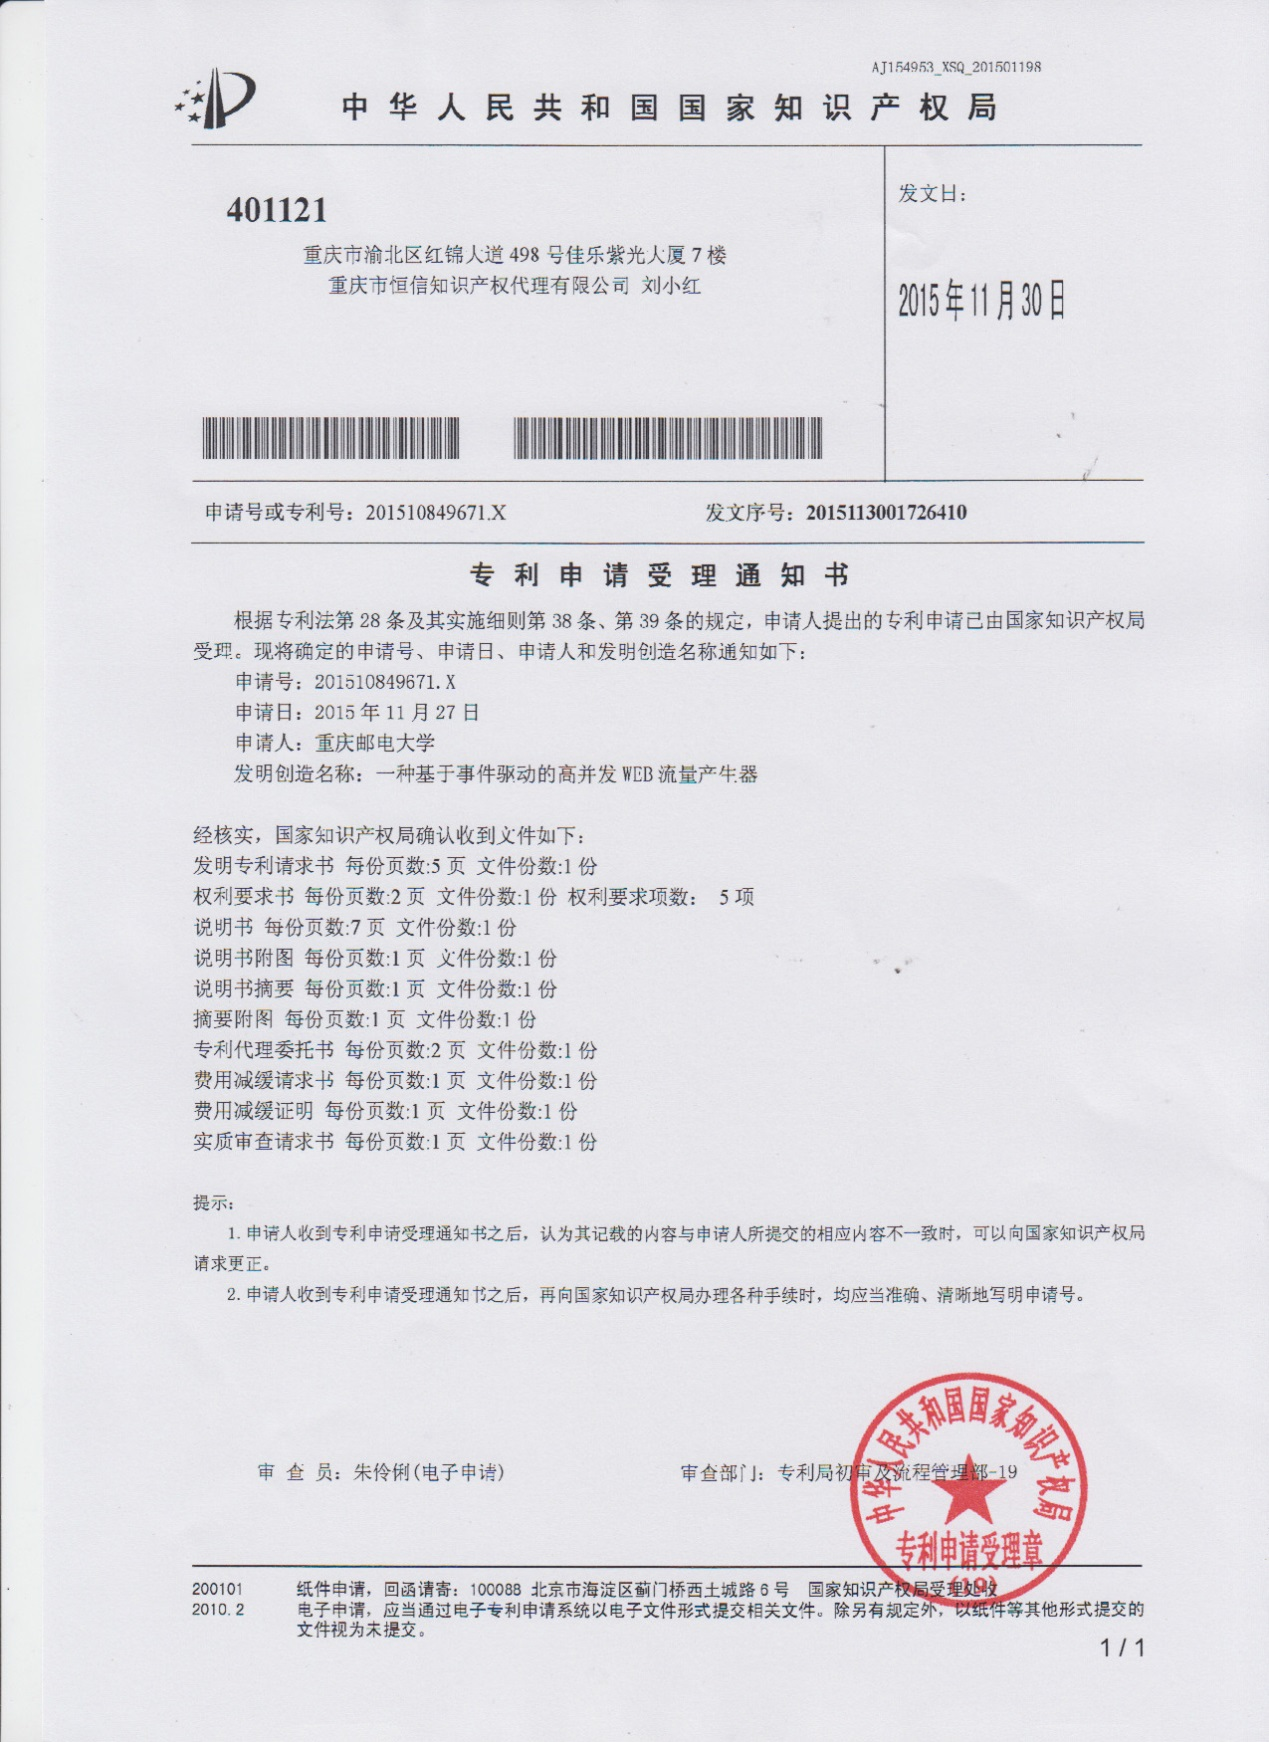 AJ154953_XSQ_201501198
中华人民共和国国家知识产权局
401121
重庆市渝北区红锦大道 498 号佳乐紫光大厦 7 楼
重庆市恒信知识产权代理有限公司 刘小红
发文日：
2015 年 11 月 30 日
申请号或专利号：201510849671.X
发文序号：2015113001726410
专利申请受理通知书
根据专利法第 28 条及其实施细则第 38 条、第 39 条的规定，申请人提出的专利申请已由国家知识产权局
受理。现将确定的申请号、申请日、申请人和发明创造名称通知如下：
申请号：201510849671.X
申请日：2015 年 11 月 27 日
申请人：重庆邮电大学
发明创造名称：一种基于事件驱动的高并发 WEB 流量产生器
经核实，国家知识产权局确认收到文件如下：
发明专利请求书 每份页数:5 页 文件份数:1 份
权利要求书 每份页数:2 页 文件份数:1 份 权利要求项数： 5 项
说明书 每份页数:7 页 文件份数:1 份
说明书附图 每份页数:1 页 文件份数:1 份
说明书摘要 每份页数:1 页 文件份数:1 份
摘要附图 每份页数:1 页 文件份数:1 份
专利代理委托书 每份页数:2 页 文件份数:1 份
费用减缓请求书 每份页数:1 页 文件份数:1 份
费用减缓证明 每份页数:1 页 文件份数:1 份
实质审查请求书 每份页数:1 页 文件份数:1 份
提示：
1. 申请人收到专利申请受理通知书之后，认为其记载的内容与申请人所提交的相应内容不一致时，可以向国家知识产权局
请求更正。
2. 申请人收到专利申请受理通知书之后，再向国家知识产权局办理各种手续时，均应当准确、清晰地写明申请号。
审 查 员：朱伶俐(电子申请)
审查部门：专利局初审及流程管理部-19
中华人民共和国国家知识产权局
专利申请受理章
(19)
200101
2010.2
纸件申请，回函请寄：100088 北京市海淀区蓟门桥西土城路 6 号 国家知识产权局受理处收
电子申请，应当通过电子专利申请系统以电子文件形式提交相关文件。除另有规定外，以纸件等其他形式提交的
文件视为未提交。
1 / 1